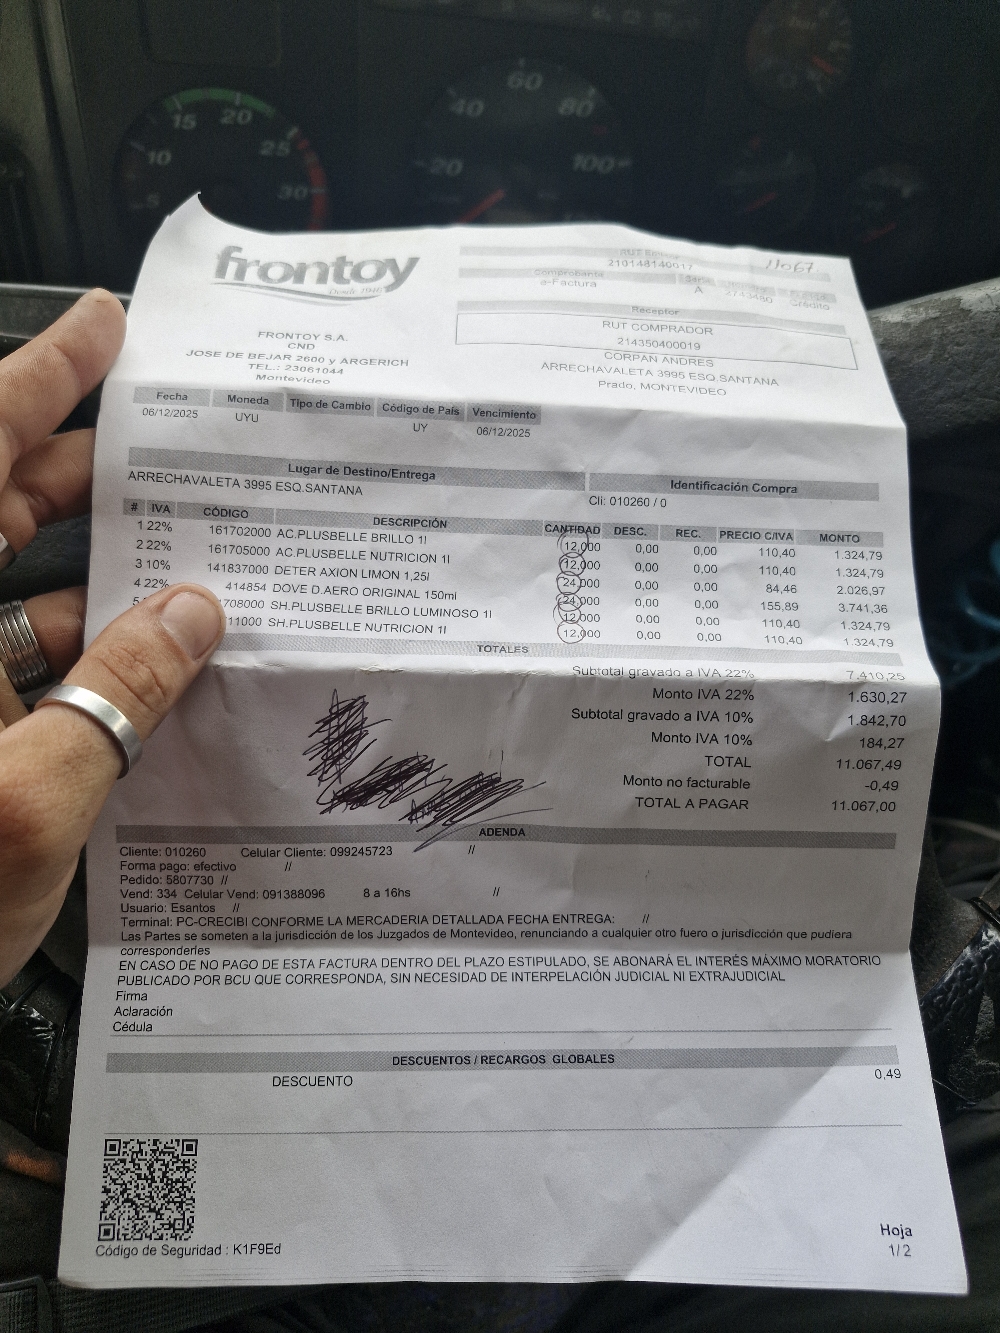 15 20 25 30 10 5
20 40 60 80 100
frontoy
Desde 1946
RUT Emisor
210148140017
11067
Comprobante Serie
e-Factura A 2743460 Crédito
Receptor
RUT COMPRADOR
214350400019
CORPAN ANDRES
ARRECHAVALETA 3995 ESQ.SANTANA
Prado, MONTEVIDEO
FRONTOY S.A.
CND
JOSE DE BEJAR 2600 y ARGERICH
TEL.: 23061044
Montevideo
Fecha Moneda Tipo de Cambio Código de País Vencimiento
06/12/2025 UYU UY 06/12/2025
Lugar de Destino/Entrega Identificación Compra
ARRECHAVALETA 3995 ESQ.SANTANA Cli: 010260 / 0
# IVA CÓDIGO DESCRIPCIÓN CANTIDAD DESC. REC. PRECIO C/IVA MONTO
1 22% 161702000 AC.PLUSBELLE BRILLO 1l 12,000 0,00 0,00 110,40 1.324,79
2 22% 161705000 AC.PLUSBELLE NUTRICION 1l 12,000 0,00 0,00 110,40 1.324,79
3 10% 141837000 DETER AXION LIMON 1,25l 24,000 0,00 0,00 84,46 2.026,97
4 22% 414854 DOVE D.AERO ORIGINAL 150ml 24,000 0,00 0,00 155,89 3.741,36
5 708000 SH.PLUSBELLE BRILLO LUMINOSO 1l 12,000 0,00 0,00 110,40 1.324,79
11000 SH.PLUSBELLE NUTRICION 1l 12,000 0,00 0,00 110,40 1.324,79
TOTALES
Subtotal gravado a IVA 22% 7.410,25
Monto IVA 22% 1.630,27
Subtotal gravado a IVA 10% 1.842,70
Monto IVA 10% 184,27
TOTAL 11.067,49
Monto no facturable -0,49
TOTAL A PAGAR 11.067,00
ADENDA
Cliente: 010260 Celular Cliente: 099245723 //
Forma pago: efectivo //
Pedido: 5807730 //
Vend: 334 Celular Vend: 091388096 8 a 16hs //
Usuario: Esantos //
Terminal: PC-CRECIBI CONFORME LA MERCADERIA DETALLADA FECHA ENTREGA: //
Las Partes se someten a la jurisdicción de los Juzgados de Montevideo, renunciando a cualquier otro fuero o jurisdicción que pudiera
corresponderles
EN CASO DE NO PAGO DE ESTA FACTURA DENTRO DEL PLAZO ESTIPULADO, SE ABONARÁ EL INTERÉS MÁXIMO MORATORIO
PUBLICADO POR BCU QUE CORRESPONDA, SIN NECESIDAD DE INTERPELACIÓN JUDICIAL NI EXTRAJUDICIAL
Firma
Aclaración
Cédula
DESCUENTOS / RECARGOS GLOBALES
DESCUENTO 0,49
Código de Seguridad : K1F9Ed
Hoja
1/2